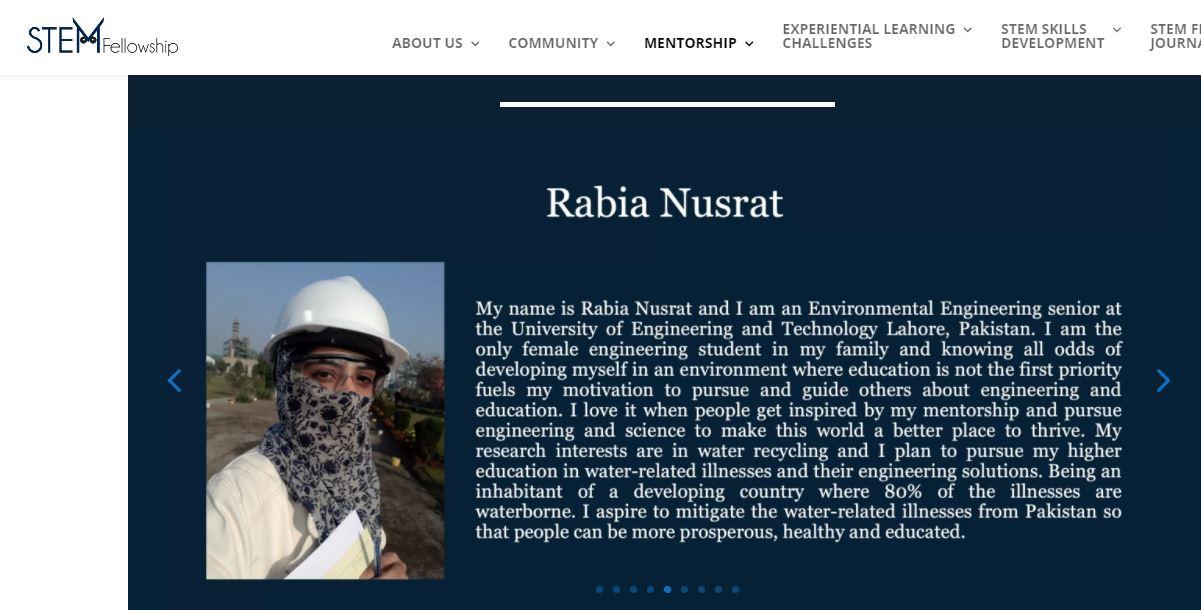 STEM Fellowship
ABOUT US
COMMUNITY
MENTORSHIP
EXPERIENTIAL LEARNING
CHALLENGES
STEM SKILLS
DEVELOPMENT
STEM
Rabia Nusrat
My name is Rabia Nusrat and I am an Environmental Engineering senior at
the University of Engineering and Technology Lahore, Pakistan. I am the
only female engineering student in my family and knowing all odds of
developing myself in an environment where education is not the first priority
fuels my motivation to pursue and guide others about engineering and
education. I love it when people get inspired by my mentorship and pursue
engineering and science to make this world a better place to thrive. My
research interests are in water recycling and I plan to pursue my higher
education in water-related illnesses and their engineering solutions. Being an
inhabitant of a developing country where 80% of the illnesses are
waterborne. I aspire to mitigate the water-related illnesses from Pakistan so
that people can be more prosperous, healthy and educated.